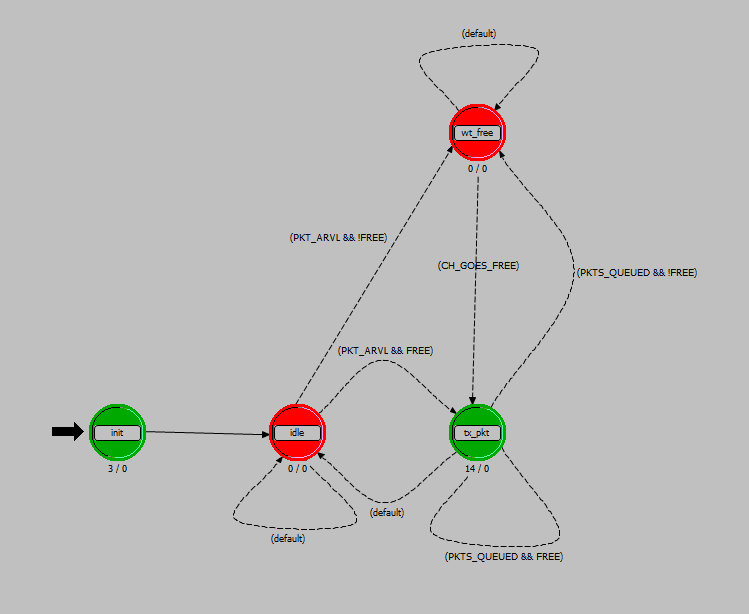 (default)
wt_free
0 / 0
(PKT_ARVL && !FREE)
(CH_GOES_FREE)
(PKTS_QUEUED && !FREE)
(PKT_ARVL && FREE)
init
3 / 0
idle
0 / 0
tx_pkt
14 / 0
(default)
(default)
(PKTS_QUEUED && FREE)